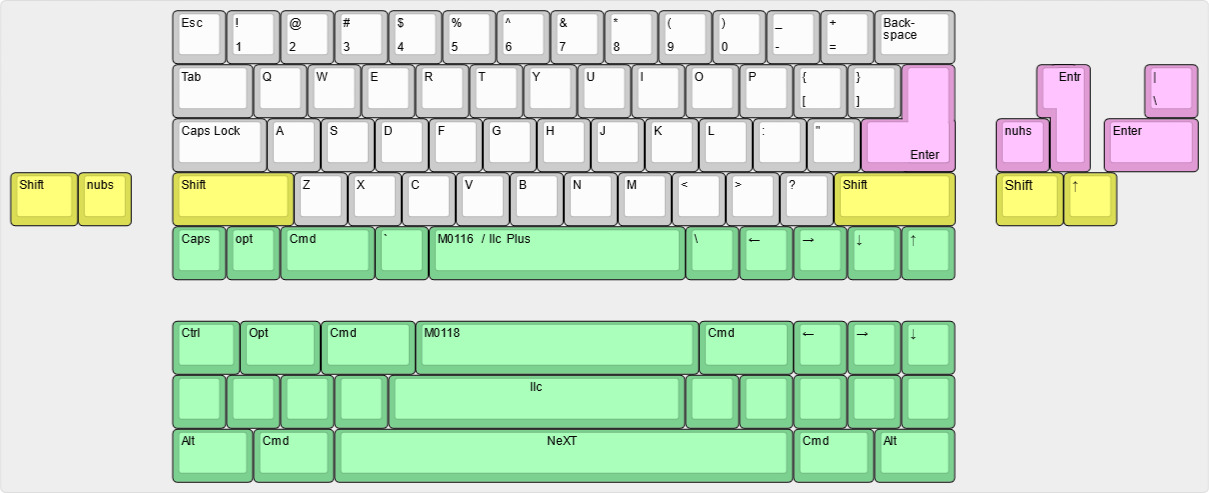 Esc ! @ # $ % ^ & * ( ) _ + Back-
1 2 3 4 5 6 7 8 9 0 - = space
Tab Q W E R T Y U I O P { } Entr |
[ ] \
Caps Lock A S D F G H J K L : " nuhs Enter
Enter
Shift nubs Shift Z X C V B N M < > ? Shift Shift ↑
Caps opt Cmd ` M0116 / IIc Plus \ ← → ↓ ↑
Ctrl Opt Cmd M0118 Cmd ← → ↓
IIc
Alt Cmd NeXT Cmd Alt